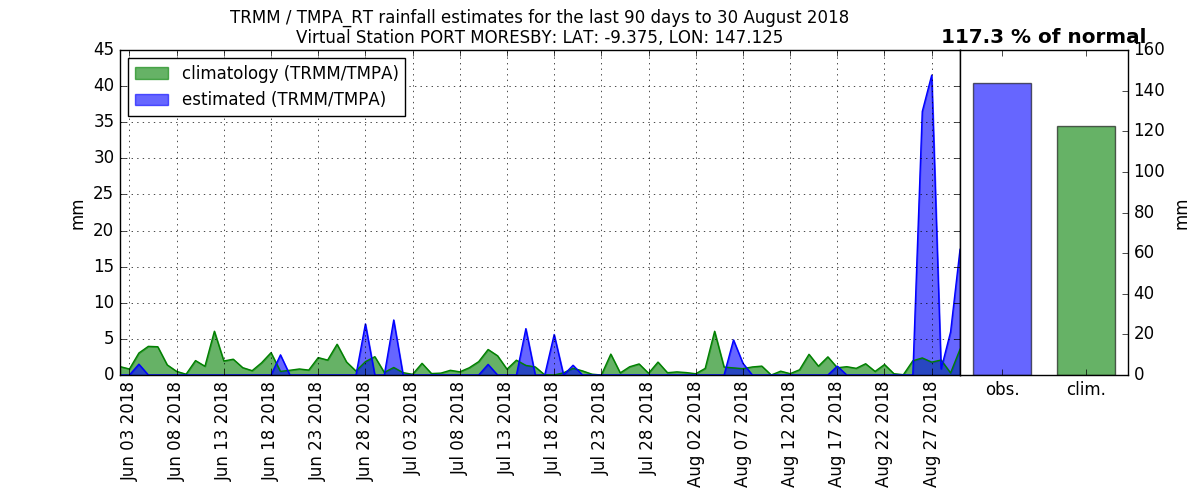 TRMM / TMPA_RT rainfall estimates for the last 90 days to 30 August 2018
Virtual Station PORT MORESBY: LAT: -9.375, LON: 147.125
117.3 % of normal
climatology (TRMM/TMPA)
estimated (TRMM/TMPA)
mm
45
40
35
30
25
20
15
10
5
0
Jun 03 2018
Jun 08 2018
Jun 13 2018
Jun 18 2018
Jun 23 2018
Jun 28 2018
Jul 03 2018
Jul 08 2018
Jul 13 2018
Jul 18 2018
Jul 23 2018
Jul 28 2018
Aug 02 2018
Aug 07 2018
Aug 12 2018
Aug 17 2018
Aug 22 2018
Aug 27 2018
obs.
clim.
160
140
120
100
80
60
40
20
0
mm